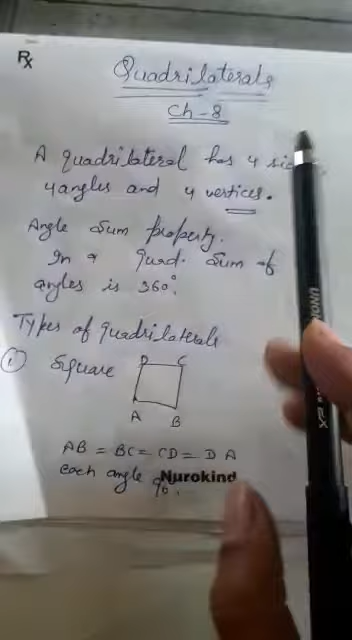 Rx
Quadrilaterals
Ch-8
A quadrilateral has 4
4 angles and 4 vertices.
Angle sum property.
In a quad. sum of
angles is 360°.
Types of quadrilaterals
① Square
D C
A B
AB = BC = CD = DA
each angle 90°.
Nurokind